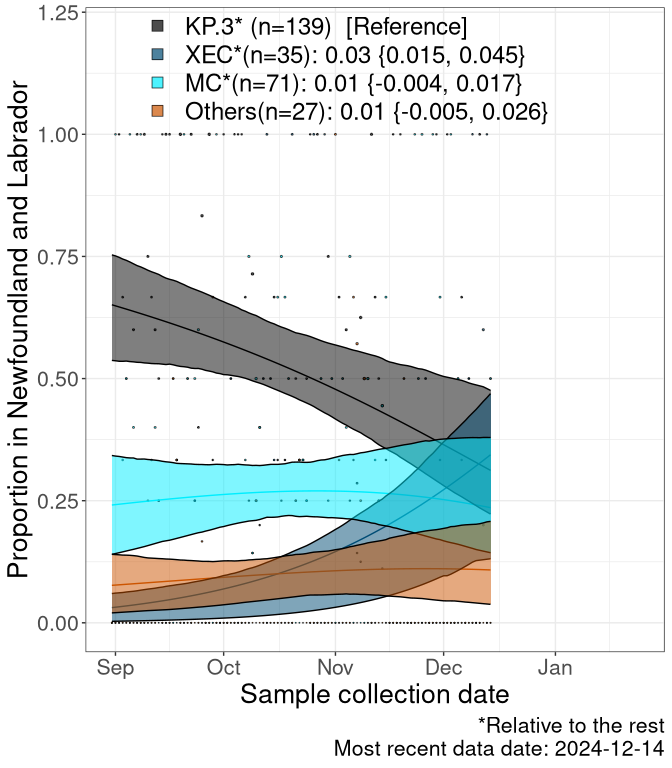 KP.3* (n=139)  [Reference]
XEC*(n=35): 0.03 {0.015, 0.045}
MC*(n=71): 0.01 {-0.004, 0.017}
Others(n=27): 0.01 {-0.005, 0.026}
Proportion in Newfoundland and Labrador
1.25
1.00
0.75
0.50
0.25
0.00
Sep Oct Nov Dec Jan
Sample collection date
*Relative to the rest
Most recent data date: 2024-12-14